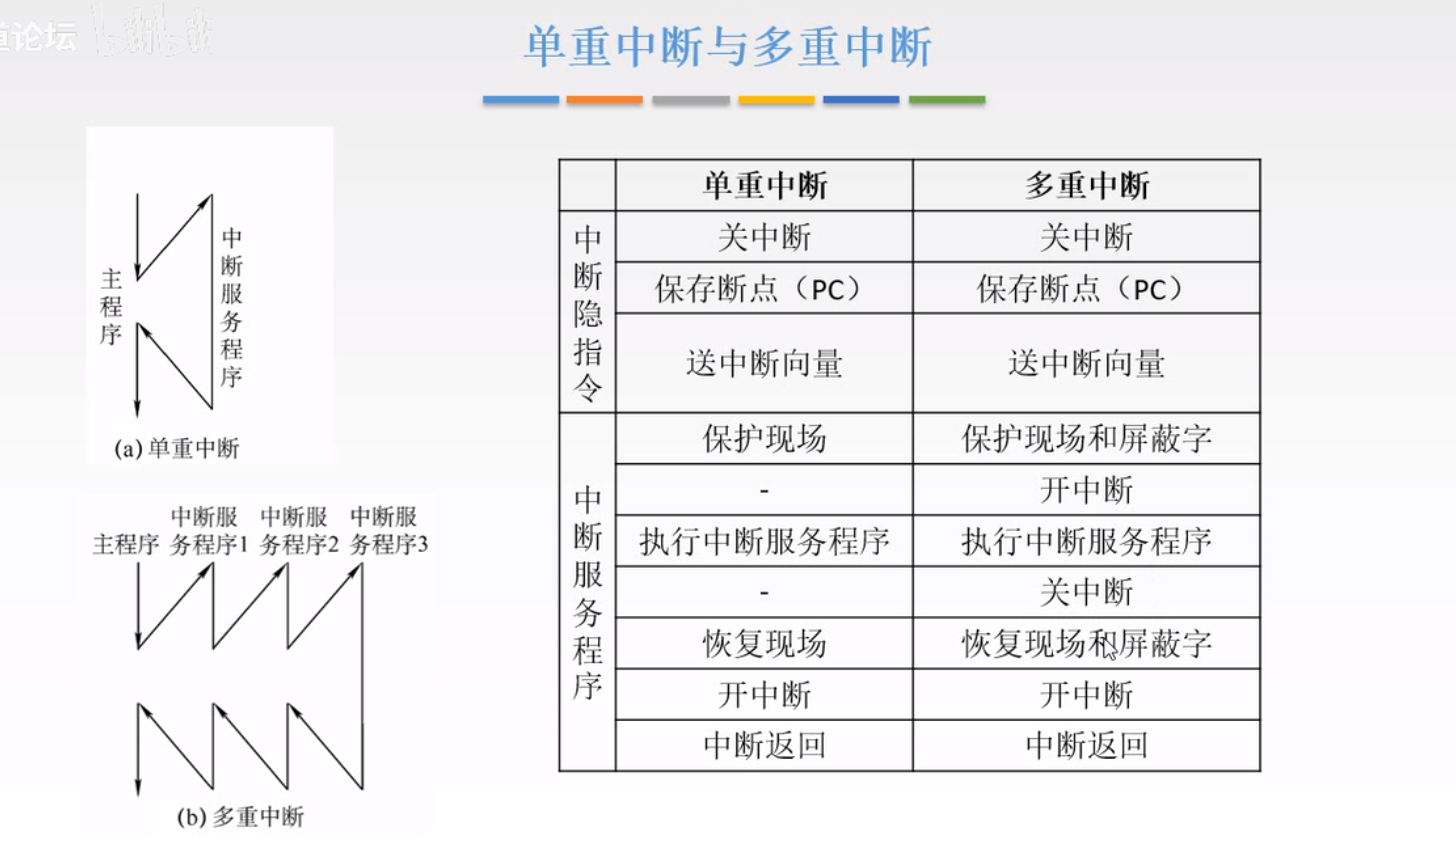 道论坛
bilibili
单重中断与多重中断
主程序
中断服务程序
(a) 单重中断
主程序
中断服
务程序1
中断服
务程序2
中断服
务程序3
(b) 多重中断
单重中断 多重中断
中断隐指令
关中断 关中断
保存断点（PC） 保存断点（PC）
送中断向量 送中断向量
中断服务程序
保护现场 保护现场和屏蔽字
- 开中断
执行中断服务程序 执行中断服务程序
- 关中断
恢复现场 恢复现场和屏蔽字
开中断 开中断
中断返回 中断返回